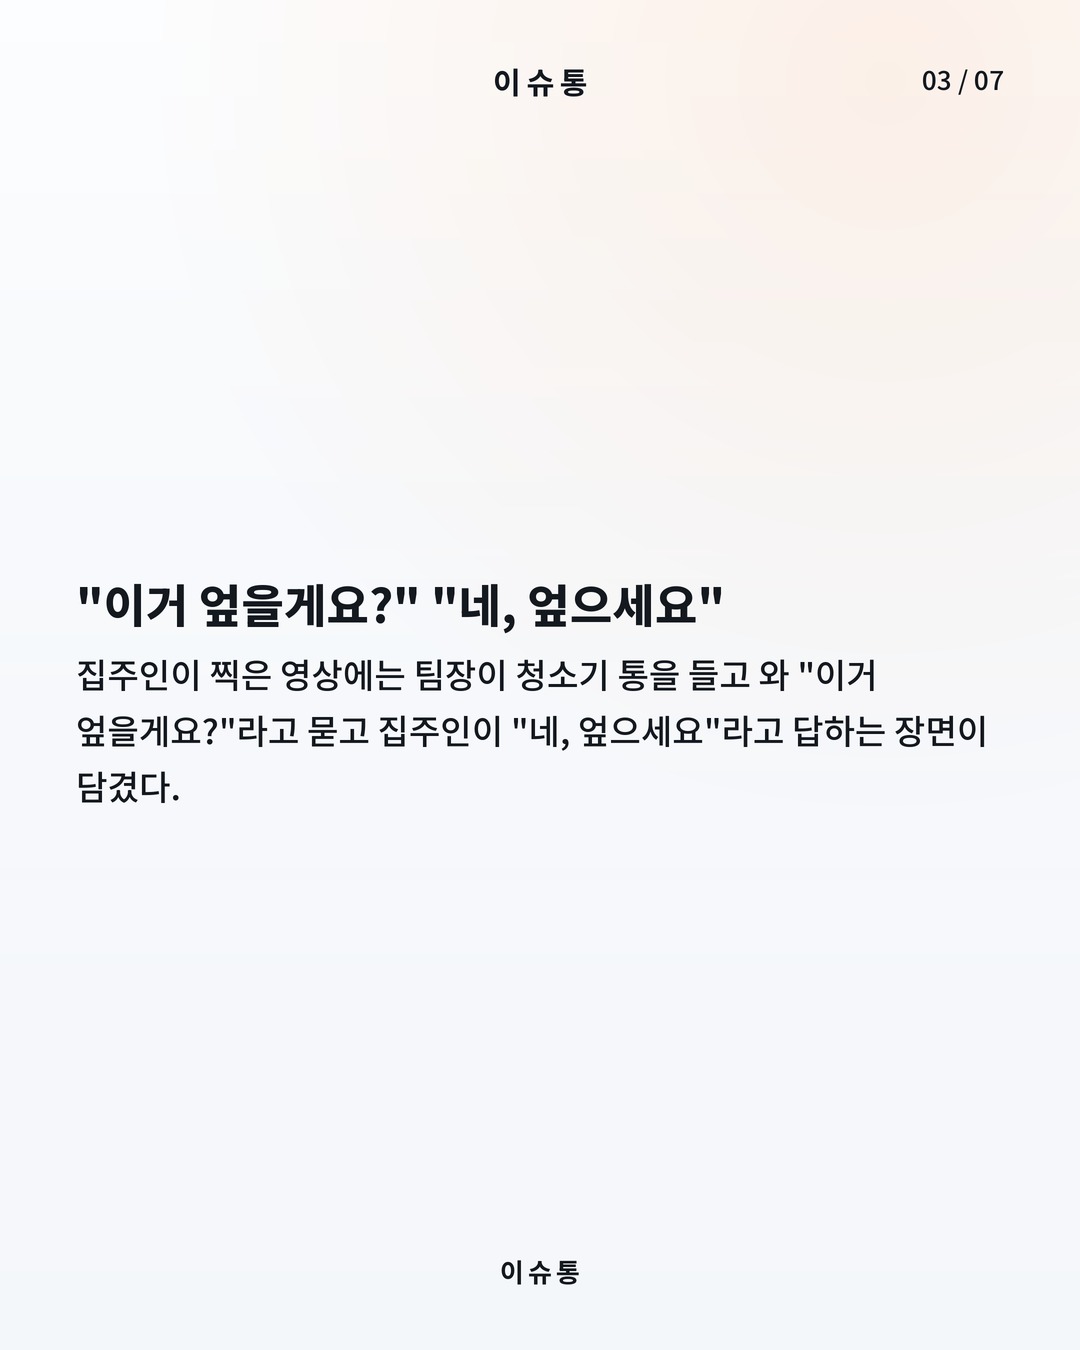 이슈통
03 / 07
"이거 엎을게요?" "네, 엎으세요"
집주인이 찍은 영상에는 팀장이 청소기 통을 들고 와 "이거
엎을게요?"라고 묻고 집주인이 "네, 엎으세요"라고 답하는 장면이
담겼다.
이슈통